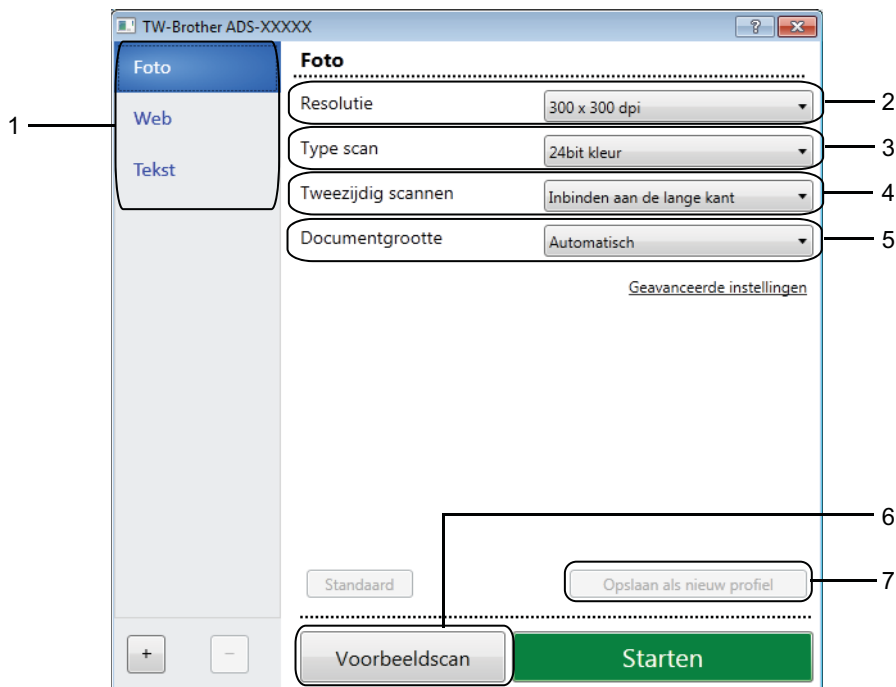 TW-Brother ADS-XXXXX
?
Foto
Web
Tekst
1
Foto
Resolutie 300 x 300 dpi 2
Type scan 24bit kleur 3
Tweezijdig scannen Inbinden aan de lange kant 4
Documentgrootte Automatisch 5
Geavanceerde instellingen
6
Standaard Opslaan als nieuw profiel 7
+ − Voorbeeldscan Starten